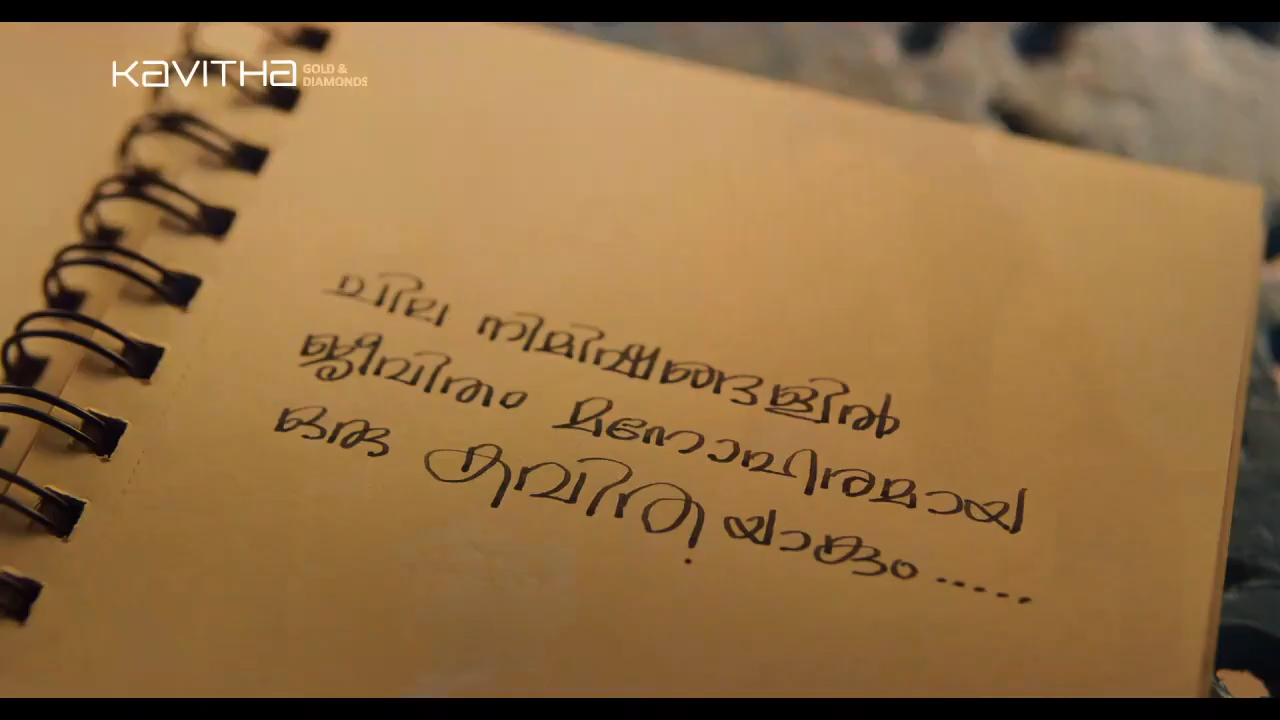 KAVITHA GOLD & DIAMONDS
ചില നിമിഷങ്ങളിൽ
ജീവിതം മനോഹരമായ
ഒരു കവിതയാകും .....